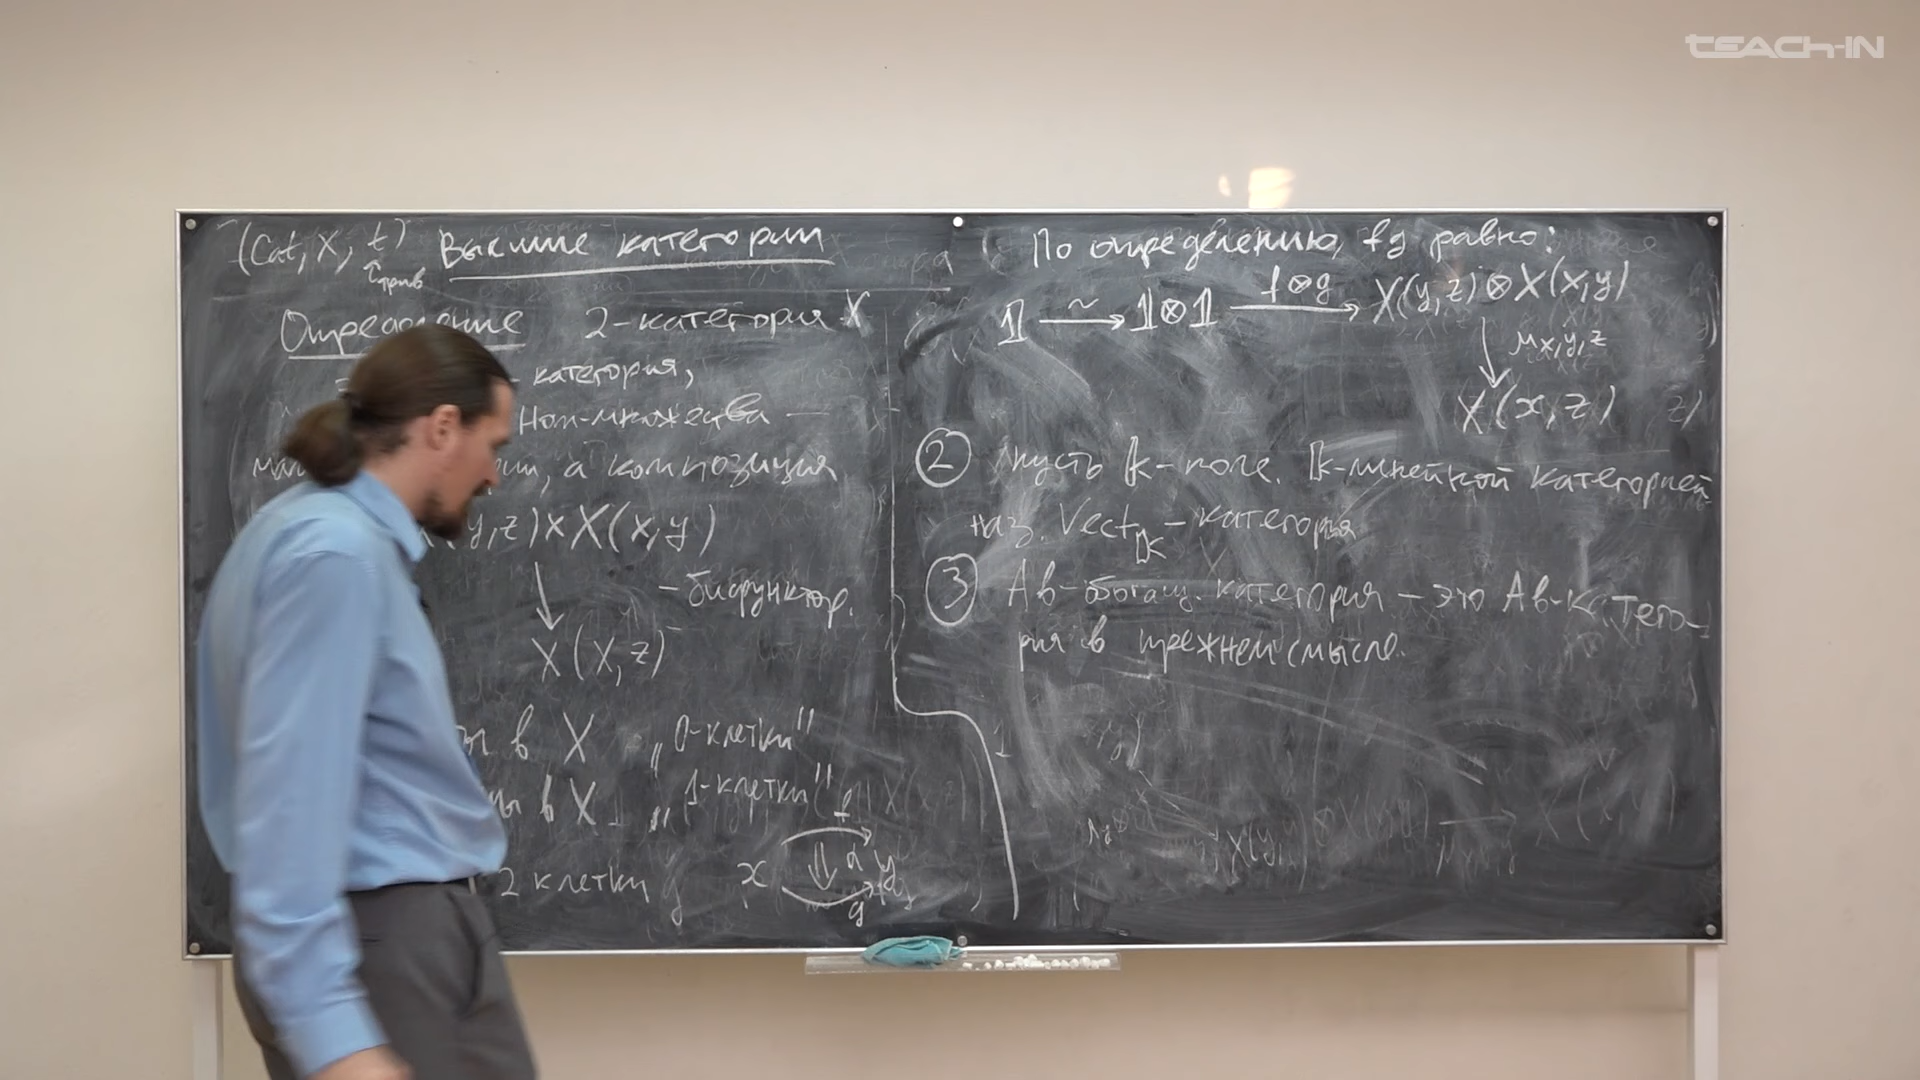 teach-in
(Cat, X, t) Высшие категории
Определение 2-категория X
категория,
Hom-множества —
а композиция
y, z) × X(x, y)
↓ — бифунктор.
X(x, z)
в X „0-клетки"
в X „1-клетки"
f
2 клетки x ⇓ α y
g
По определению, fg равно:
𝟙 ~→ 𝟙⊗𝟙 f⊗g → X(y, z) ⊗ X(x, y)
↓ μx,y,z
X(x, z)
② Пусть 𝕜 - поле. 𝕜-линейной категорией
наз. Vect𝕜 - категория
③ Ab-обогащ. категория – это Ab-катего-
рия в прежнем смысле.